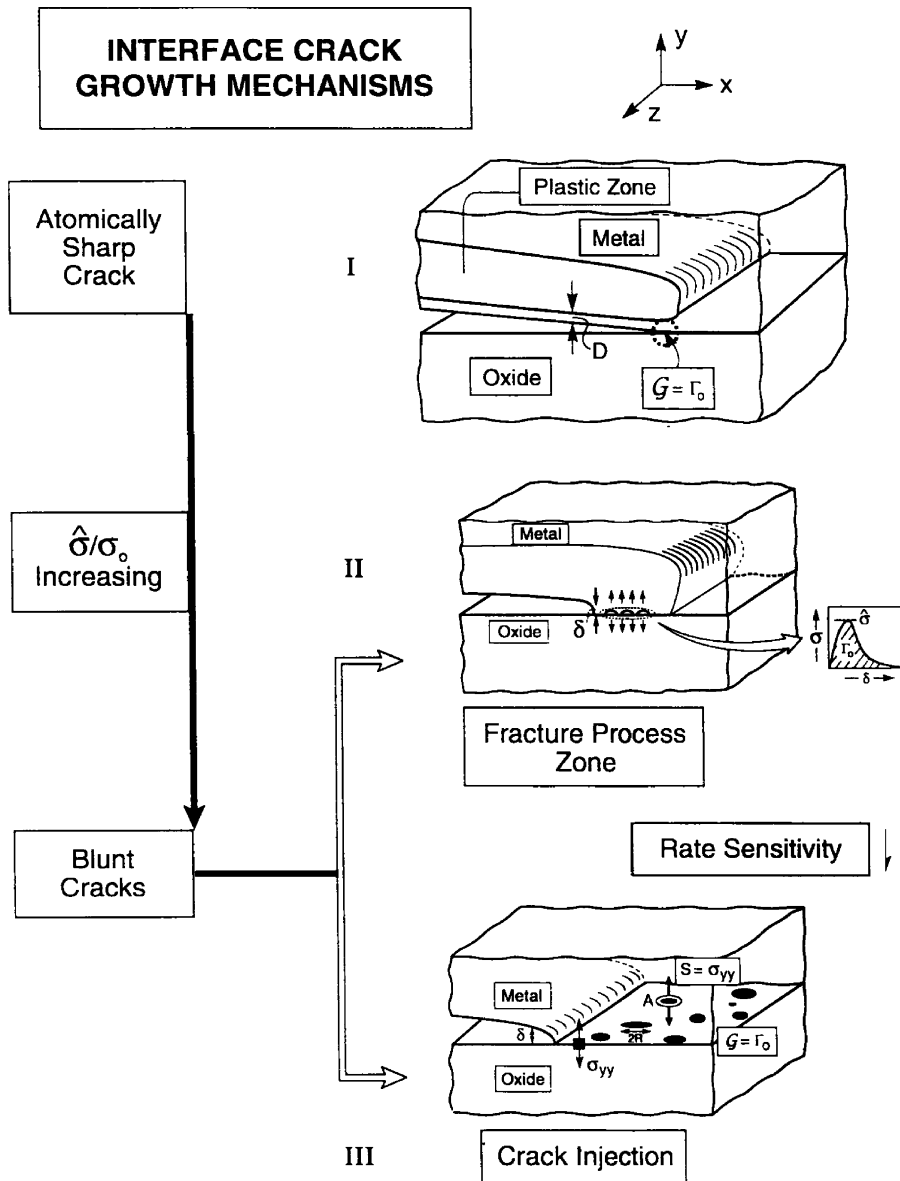 INTERFACE CRACK
GROWTH MECHANISMS
y
x
z
Atomically
Sharp
Crack
I
Plastic Zone
Metal
D
Oxide
𝒢 = Γₒ
σ̂/σₒ
Increasing
II
Metal
Oxide
δ
σ
σ̂
Γₒ
δ
Fracture Process
Zone
Rate Sensitivity
Blunt
Cracks
Metal
S = σyy
A
δ
2R
𝒢 = Γₒ
σyy
Oxide
III
Crack Injection